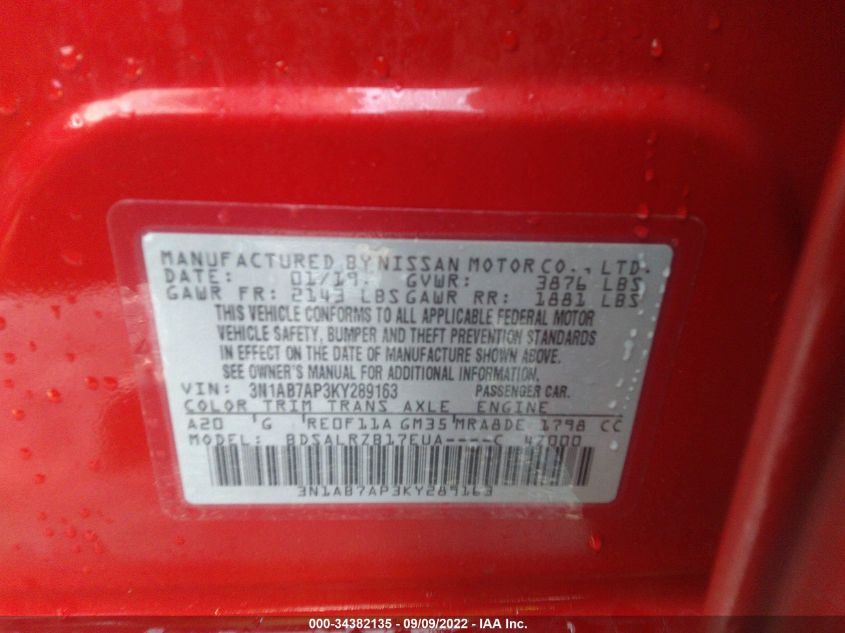 MANUFACTURED BY NISSAN MOTOR CO., LTD.
DATE: 01/19 GVWR: 3876 LBS
GAWR FR: 2143 LBS GAWR RR: 1881 LBS
THIS VEHICLE CONFORMS TO ALL APPLICABLE FEDERAL MOTOR
VEHICLE SAFETY, BUMPER AND THEFT PREVENTION STANDARDS
IN EFFECT ON THE DATE OF MANUFACTURE SHOWN ABOVE.
SEE OWNER'S MANUAL FOR ADDITIONAL INFORMATION.
VIN: 3N1AB7AP3KY289163 PASSENGER CAR.
COLOR TRIM TRANS AXLE ENGINE
A20 G RE0F11A GM35 MRA8DE 1798 CC
MODEL: BDSALRZB17EUA----C 47000
3N1AB7AP3KY289163
000-34382135 - 09/09/2022 - IAA Inc.